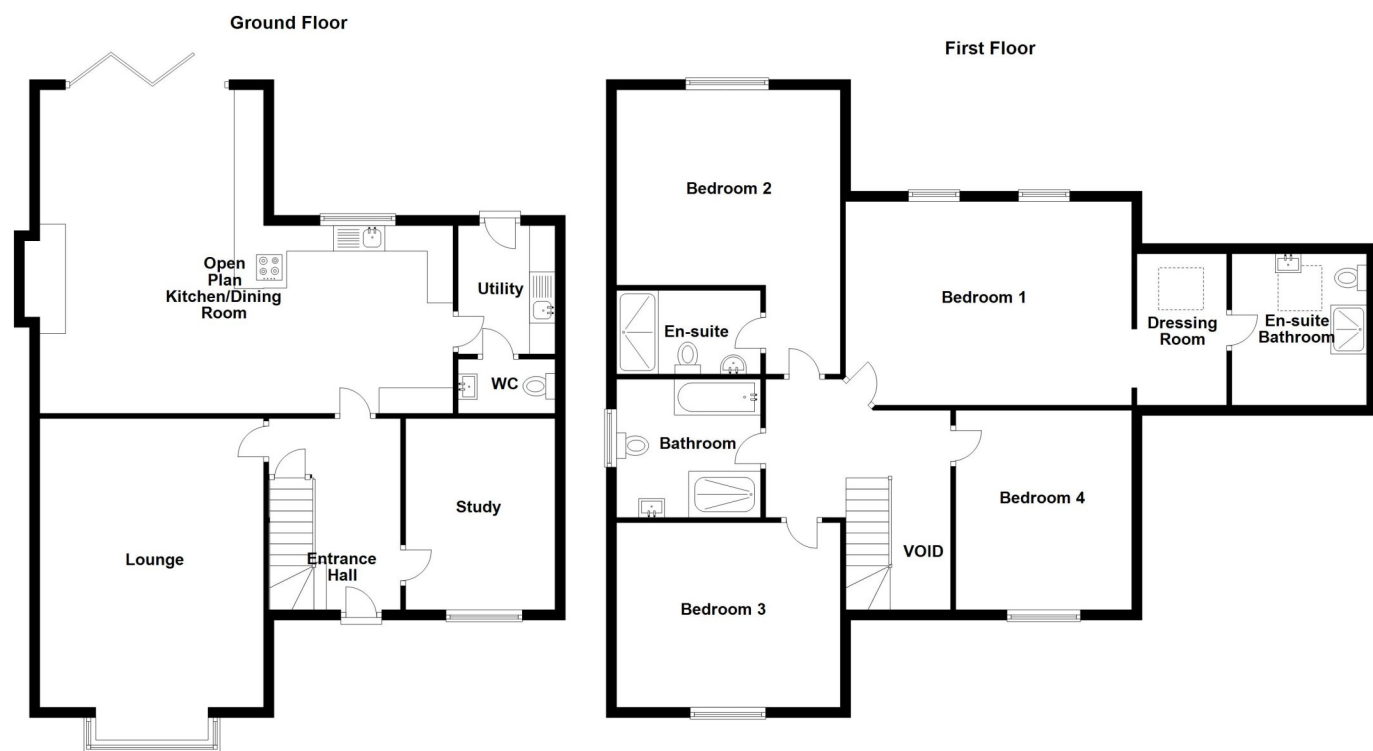 Ground Floor
First Floor
Open
Plan
Kitchen/Dining
Room
Utility
WC
Lounge
Entrance
Hall
Study
Bedroom 2
En-suite
Bathroom
Bedroom 3
Bedroom 1
Dressing
Room
En-suite
Bathroom
VOID
Bedroom 4